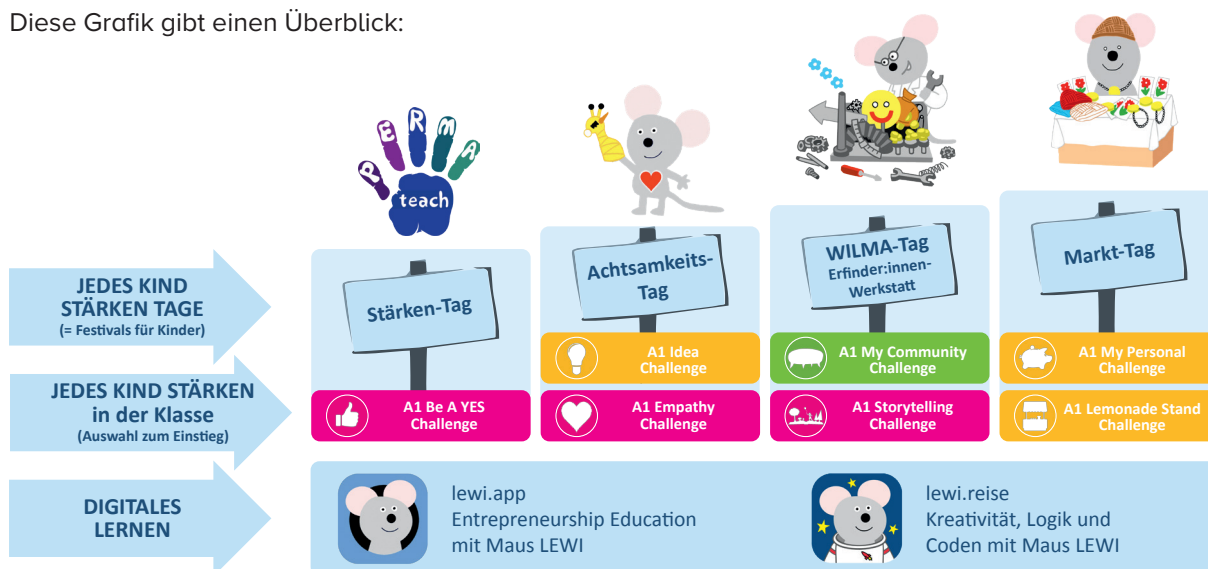 Diese Grafik gibt einen Überblick:
P E R M A
teach
JEDES KIND
STÄRKEN TAGE
(= Festivals für Kinder)
Stärken-Tag
Achtsamkeits-
Tag
WILMA-Tag
Erfinder:innen-
Werkstatt
Markt-Tag
A1 Idea
Challenge
A1 My Community
Challenge
A1 My Personal
Challenge
JEDES KIND STÄRKEN
in der Klasse
(Auswahl zum Einstieg)
A1 Be A YES
Challenge
A1 Empathy
Challenge
A1 Storytelling
Challenge
A1 Lemonade Stand
Challenge
DIGITALES
LERNEN
lewi.app
Entrepreneurship Education
mit Maus LEWI
lewi.reise
Kreativität, Logik und
Coden mit Maus LEWI